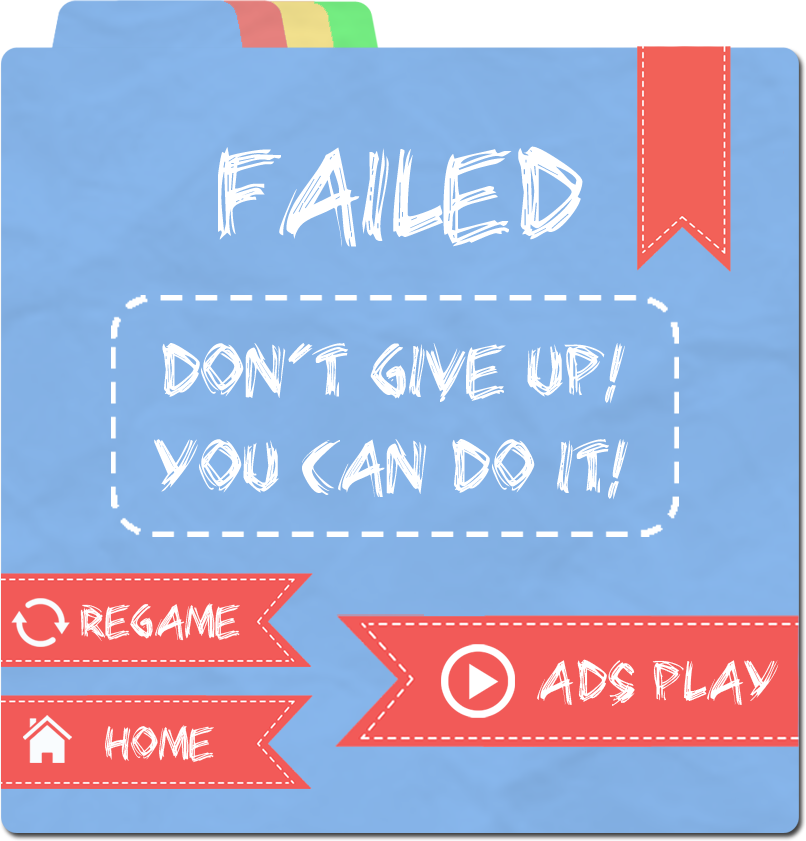 FAILED
DON'T GIVE UP!
YOU CAN DO IT!
REGAME
ADS PLAY
HOME